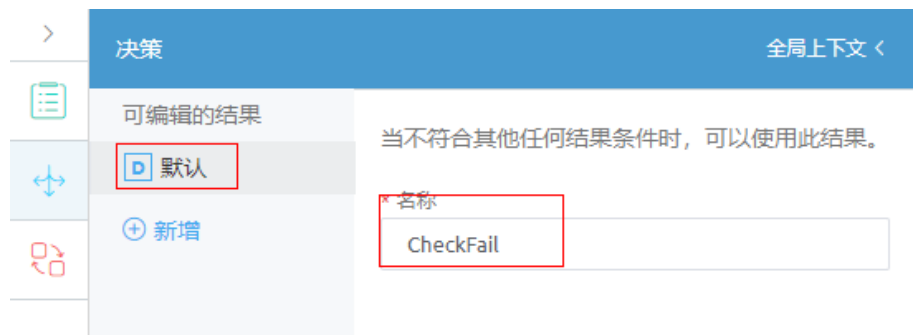 决策
全局上下文
可编辑的结果
D 默认
新增
当不符合其他任何结果条件时，可以使用此结果。
* 名称
CheckFail